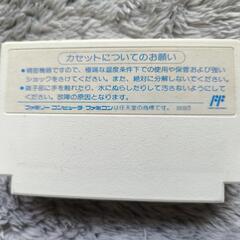 カセットについてのお願い
●精密機器ですので、極端な温度条件下での使用や保管および強い
ショックをさけてください。また、絶対に分解しないでください。
●端子部に手を触れたり、水にぬらしたりして汚さないようにして
ください。故障の原因となります。
ファミリーコンピュータ・ファミコンは任天堂の商標です。